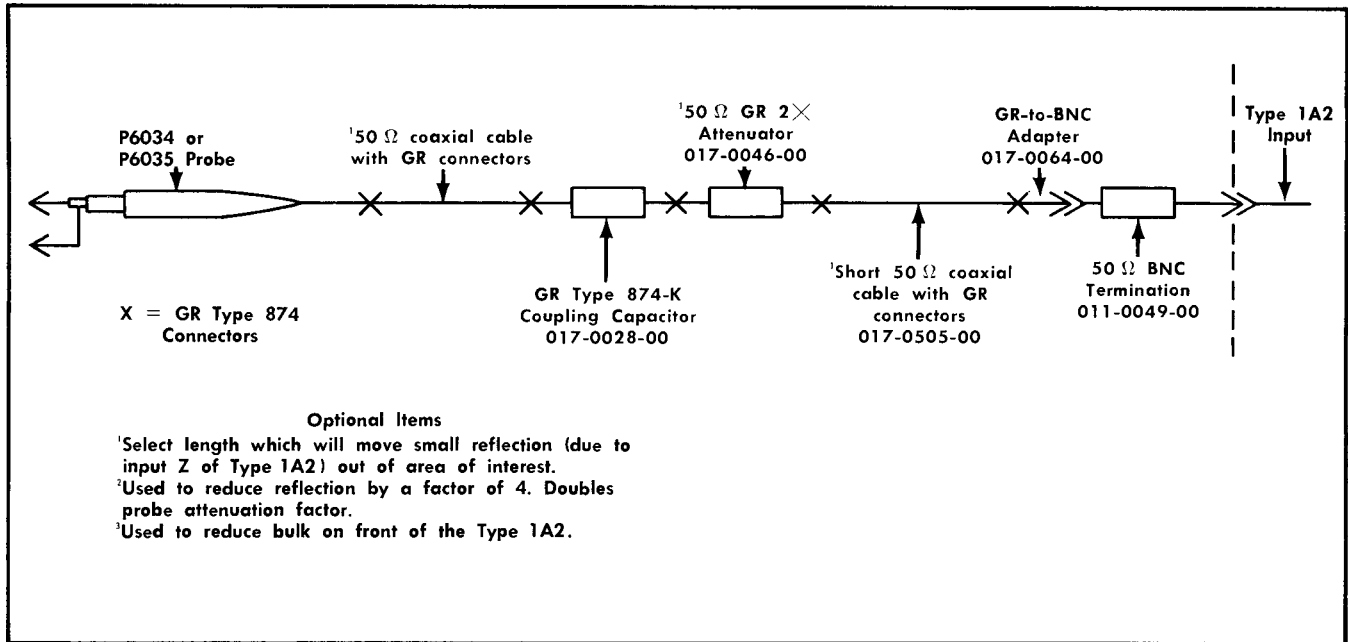 P6034 or
P6035 Probe
¹50 Ω coaxial cable
with GR connectors
¹50 Ω GR 2X
Attenuator
017-0046-00
GR-to-BNC
Adapter
017-0064-00
Type 1A2
Input
X = GR Type 874
Connectors
GR Type 874-K
Coupling Capacitor
017-0028-00
¹Short 50 Ω coaxial
cable with GR
connectors
017-0505-00
50 Ω BNC
Termination
011-0049-00
Optional Items
¹Select length which will move small reflection (due to
input Z of Type 1A2) out of area of interest.
²Used to reduce reflection by a factor of 4. Doubles
probe attenuation factor.
³Used to reduce bulk on front of the Type 1A2.